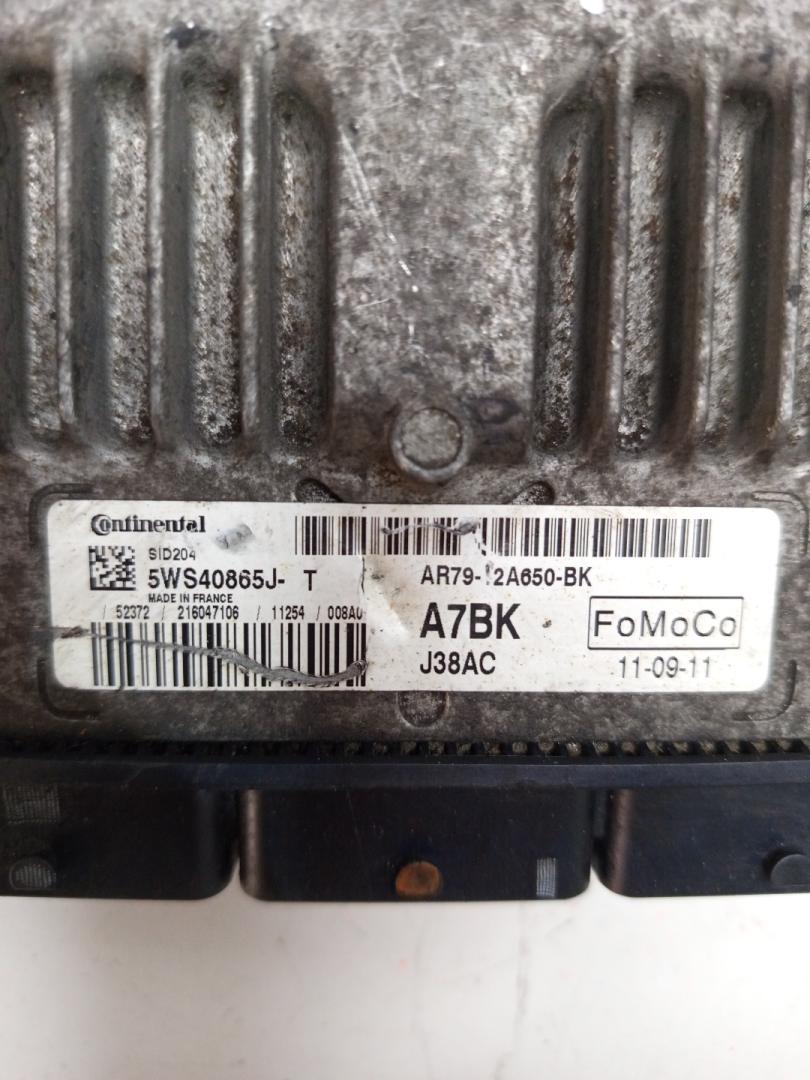 Continental
SID204
5WS40865J- T
MADE IN FRANCE
/ 52372 / 216047106 / 11254 / 008A0
AR79-12A650-BK
A7BK
FoMoCo
J38AC
11-09-11